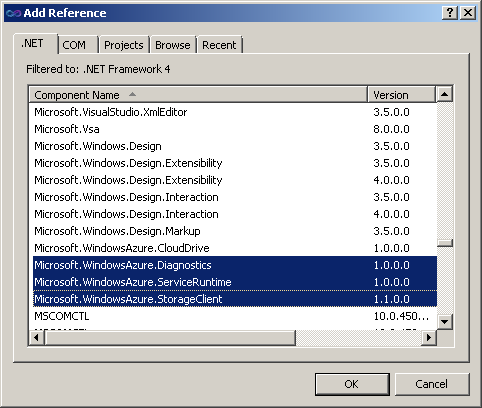 Add Reference
.NET COM Projects Browse Recent
Filtered to: .NET Framework 4
Component Name Version
Microsoft.VisualStudio.XmlEditor 3.5.0.0
Microsoft.Vsa 8.0.0.0
Microsoft.Windows.Design 3.5.0.0
Microsoft.Windows.Design.Extensibility 3.5.0.0
Microsoft.Windows.Design.Extensibility 4.0.0.0
Microsoft.Windows.Design.Interaction 3.5.0.0
Microsoft.Windows.Design.Interaction 4.0.0.0
Microsoft.Windows.Design.Markup 3.5.0.0
Microsoft.WindowsAzure.CloudDrive 1.0.0.0
Microsoft.WindowsAzure.Diagnostics 1.0.0.0
Microsoft.WindowsAzure.ServiceRuntime 1.0.0.0
Microsoft.WindowsAzure.StorageClient 1.1.0.0
MSCOMCTL 10.0.450...
OK Cancel